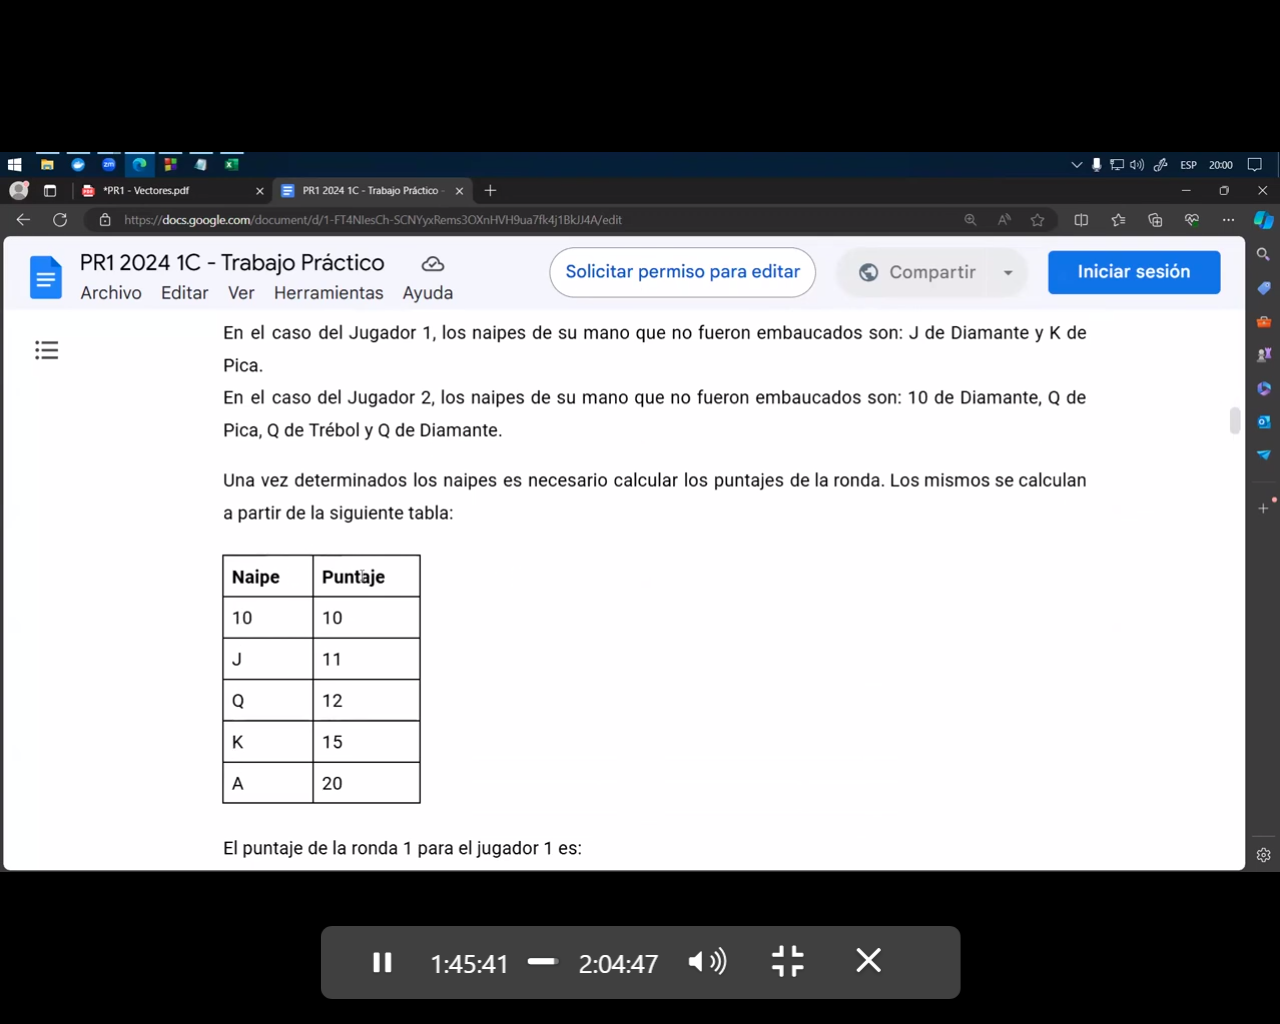 ESP 20:00
*PR1 - Vectores.pdf PR1 2024 1C - Trabajo Práctico -
https://docs.google.com/document/d/1-FT4NlesCh-SCNYyxRems3OXnHVH9ua7fk4j1BkJJ4A/edit
PR1 2024 1C - Trabajo Práctico
Archivo Editar Ver Herramientas Ayuda
Solicitar permiso para editar
Compartir
Iniciar sesión
En el caso del Jugador 1, los naipes de su mano que no fueron embaucados son: J de Diamante y K de
Pica.
En el caso del Jugador 2, los naipes de su mano que no fueron embaucados son: 10 de Diamante, Q de
Pica, Q de Trébol y Q de Diamante.
Una vez determinados los naipes es necesario calcular los puntajes de la ronda. Los mismos se calculan
a partir de la siguiente tabla:
Naipe Puntaje
10 10
J 11
Q 12
K 15
A 20
El puntaje de la ronda 1 para el jugador 1 es:
1:45:41 2:04:47